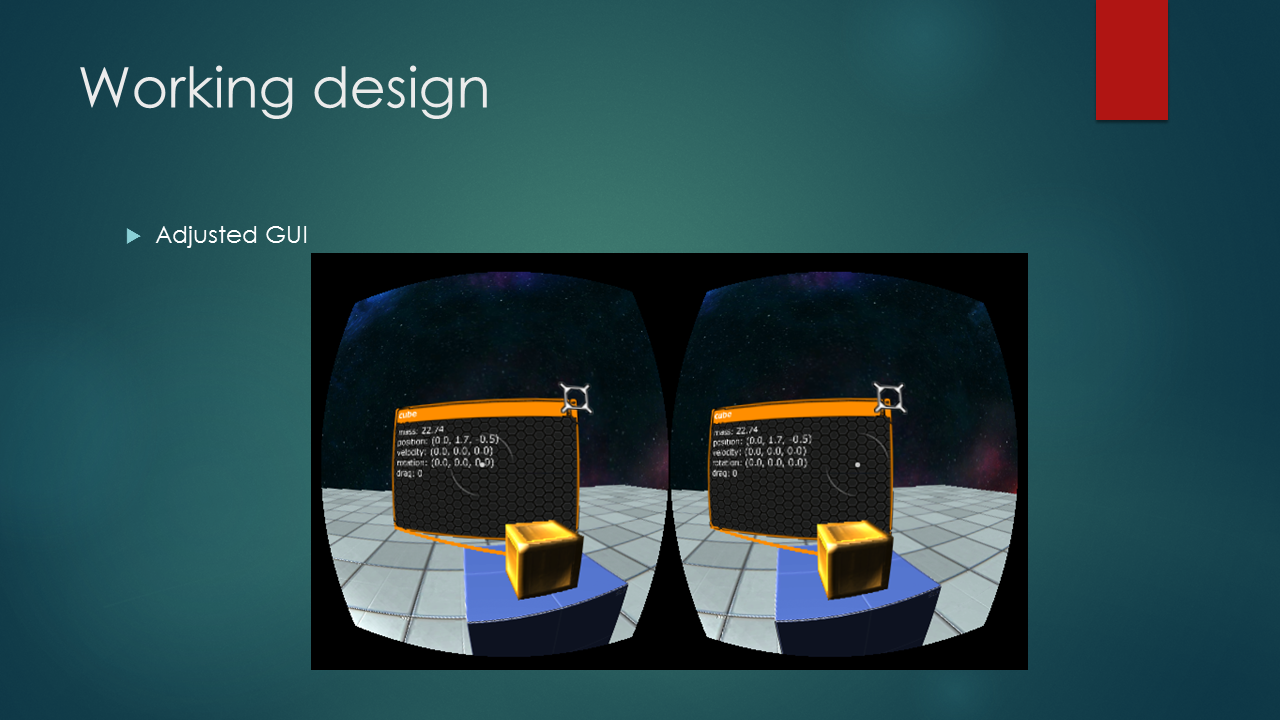 Working design
Adjusted GUI
cube
mass: 22.74
position: (0.0, 1.7, -0.5)
velocity: (0.0, 0.0, 0.0)
rotation: (0.0, 0.0, 0.0)
drag: 0
cube
mass: 22.74
position: (0.0, 1.7, -0.5)
velocity: (0.0, 0.0, 0.0)
rotation: (0.0, 0.0, 0.0)
drag: 0